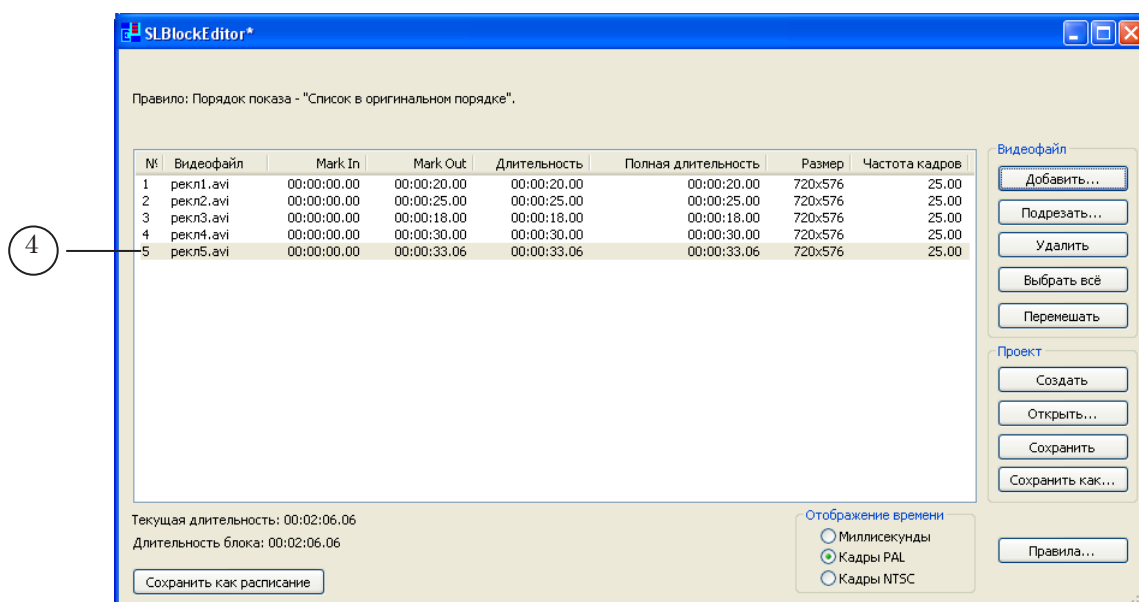 SLBlockEditor*
Правило: Порядок показа - "Список в оригинальном порядке".
№ Видеофайл Mark In Mark Out Длительность Полная длительность Размер Частота кадров
1 рекл1.avi 00:00:00.00 00:00:20.00 00:00:20.00 00:00:20.00 720x576 25.00
2 рекл2.avi 00:00:00.00 00:00:25.00 00:00:25.00 00:00:25.00 720x576 25.00
3 рекл3.avi 00:00:00.00 00:00:18.00 00:00:18.00 00:00:18.00 720x576 25.00
4 рекл4.avi 00:00:00.00 00:00:30.00 00:00:30.00 00:00:30.00 720x576 25.00
4
5 рекл5.avi 00:00:00.00 00:00:33.06 00:00:33.06 00:00:33.06 720x576 25.00
Видеофайл
Добавить...
Подрезать...
Удалить
Выбрать всё
Перемешать
Проект
Создать
Открыть...
Сохранить
Сохранить как...
Текущая длительность: 00:02:06.06
Длительность блока: 00:02:06.06
Сохранить как расписание
Отображение времени
Миллисекунды
Кадры PAL
Кадры NTSC
Правила...